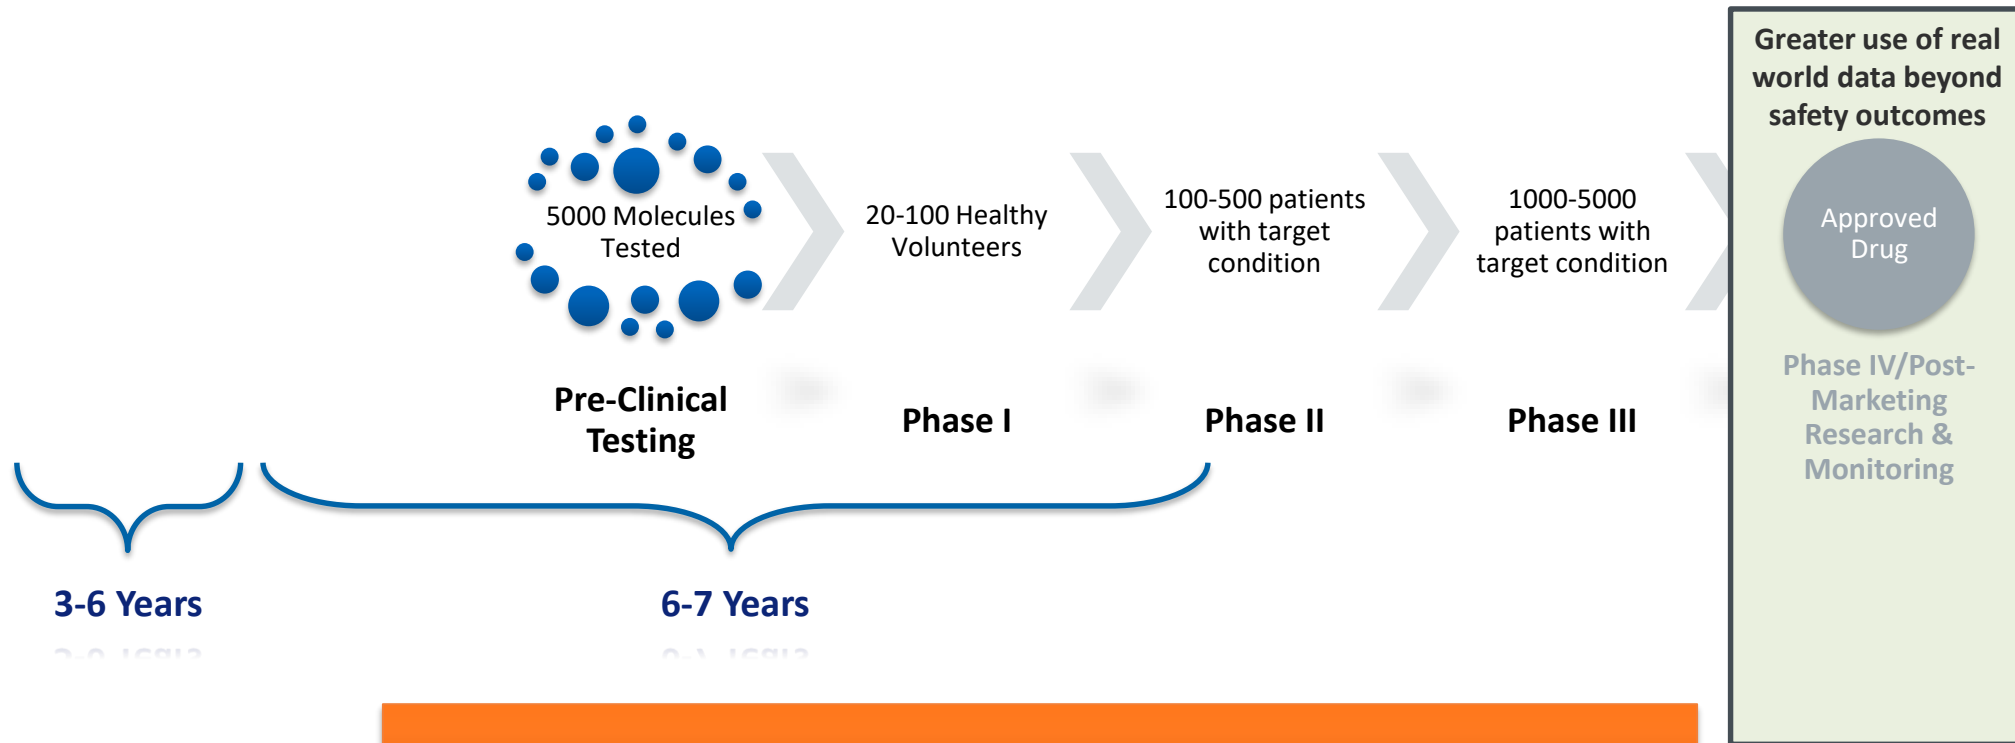 Greater use of real
world data beyond
safety outcomes
5000 Molecules
Tested
20-100 Healthy
Volunteers
100-500 patients
with target
condition
1000-5000
patients with
target condition
Approved
Drug
Pre-Clinical
Testing
Phase I
Phase II
Phase III
Phase IV/Post-
Marketing
Research &
Monitoring
3-6 Years
6-7 Years